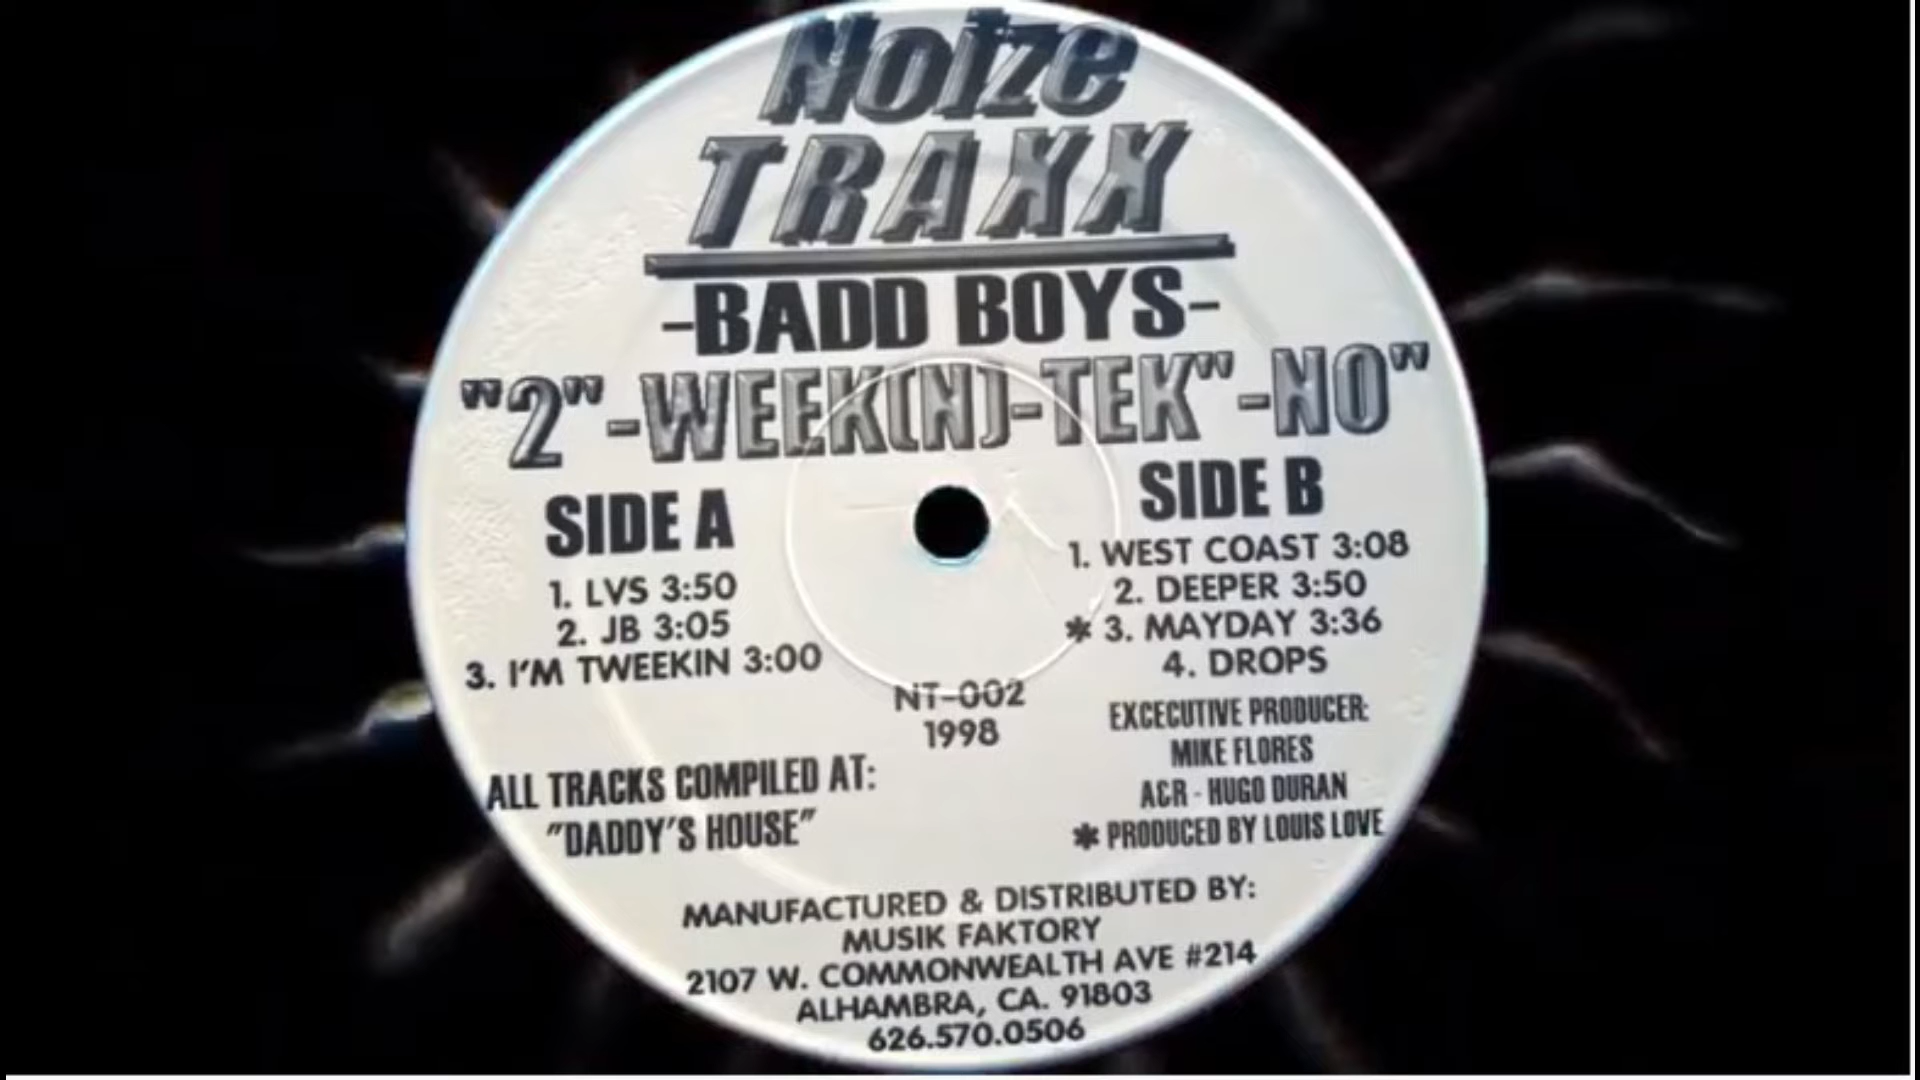 Noize
TRAXX
-BADD BOYS-
"2"-WEEK(N)-TEK"-NO"
SIDE A
1. LVS 3:50
2. JB 3:05
3. I'M TWEEKIN 3:00
SIDE B
1. WEST COAST 3:08
2. DEEPER 3:50
* 3. MAYDAY 3:36
4. DROPS
NT-002
1998
ALL TRACKS COMPILED AT:
"DADDY'S HOUSE"
EXCECUTIVE PRODUCER:
MIKE FLORES
A&R - HUGO DURAN
* PRODUCED BY LOUIS LOVE
MANUFACTURED & DISTRIBUTED BY:
MUSIK FAKTORY
2107 W. COMMONWEALTH AVE #214
ALHAMBRA, CA. 91803
626.570.0506